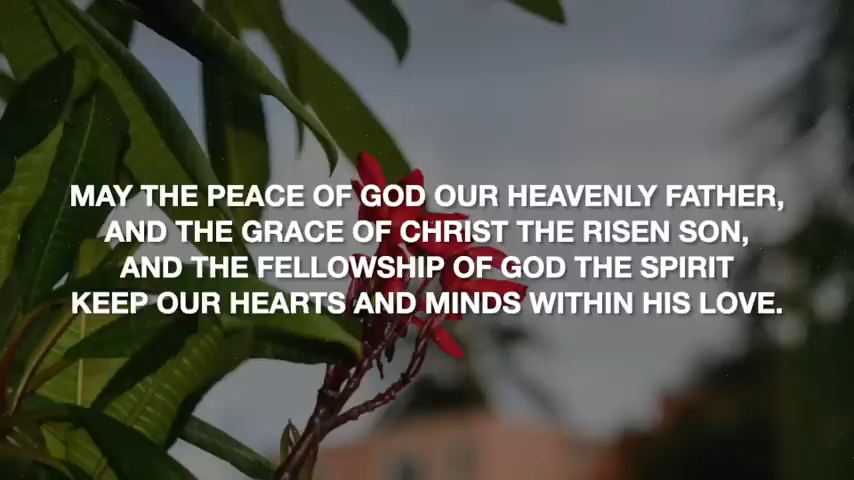 MAY THE PEACE OF GOD OUR HEAVENLY FATHER,
AND THE GRACE OF CHRIST THE RISEN SON,
AND THE FELLOWSHIP OF GOD THE SPIRIT
KEEP OUR HEARTS AND MINDS WITHIN HIS LOVE.